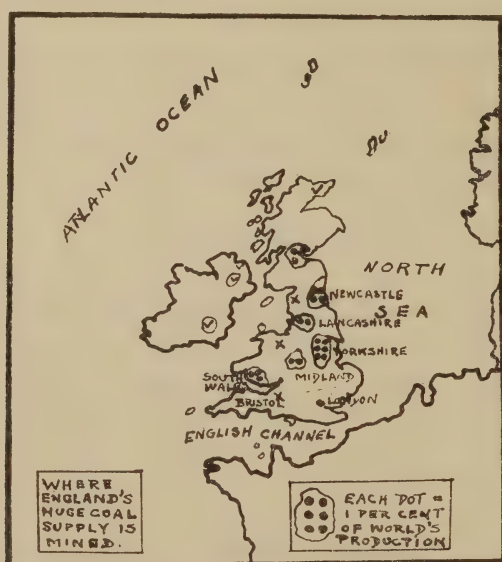 ATLANTIC OCEAN
NORTH
SEA
NEWCASTLE
LANCASHIRE
YORKSHIRE
SOUTH
WALES
MIDLAND
BRISTOL
LONDON
ENGLISH CHANNEL
WHERE
ENGLAND'S
HUGE COAL
SUPPLY IS
MINED.
EACH DOT =
1 PER CENT
OF WORLD'S
PRODUCTION